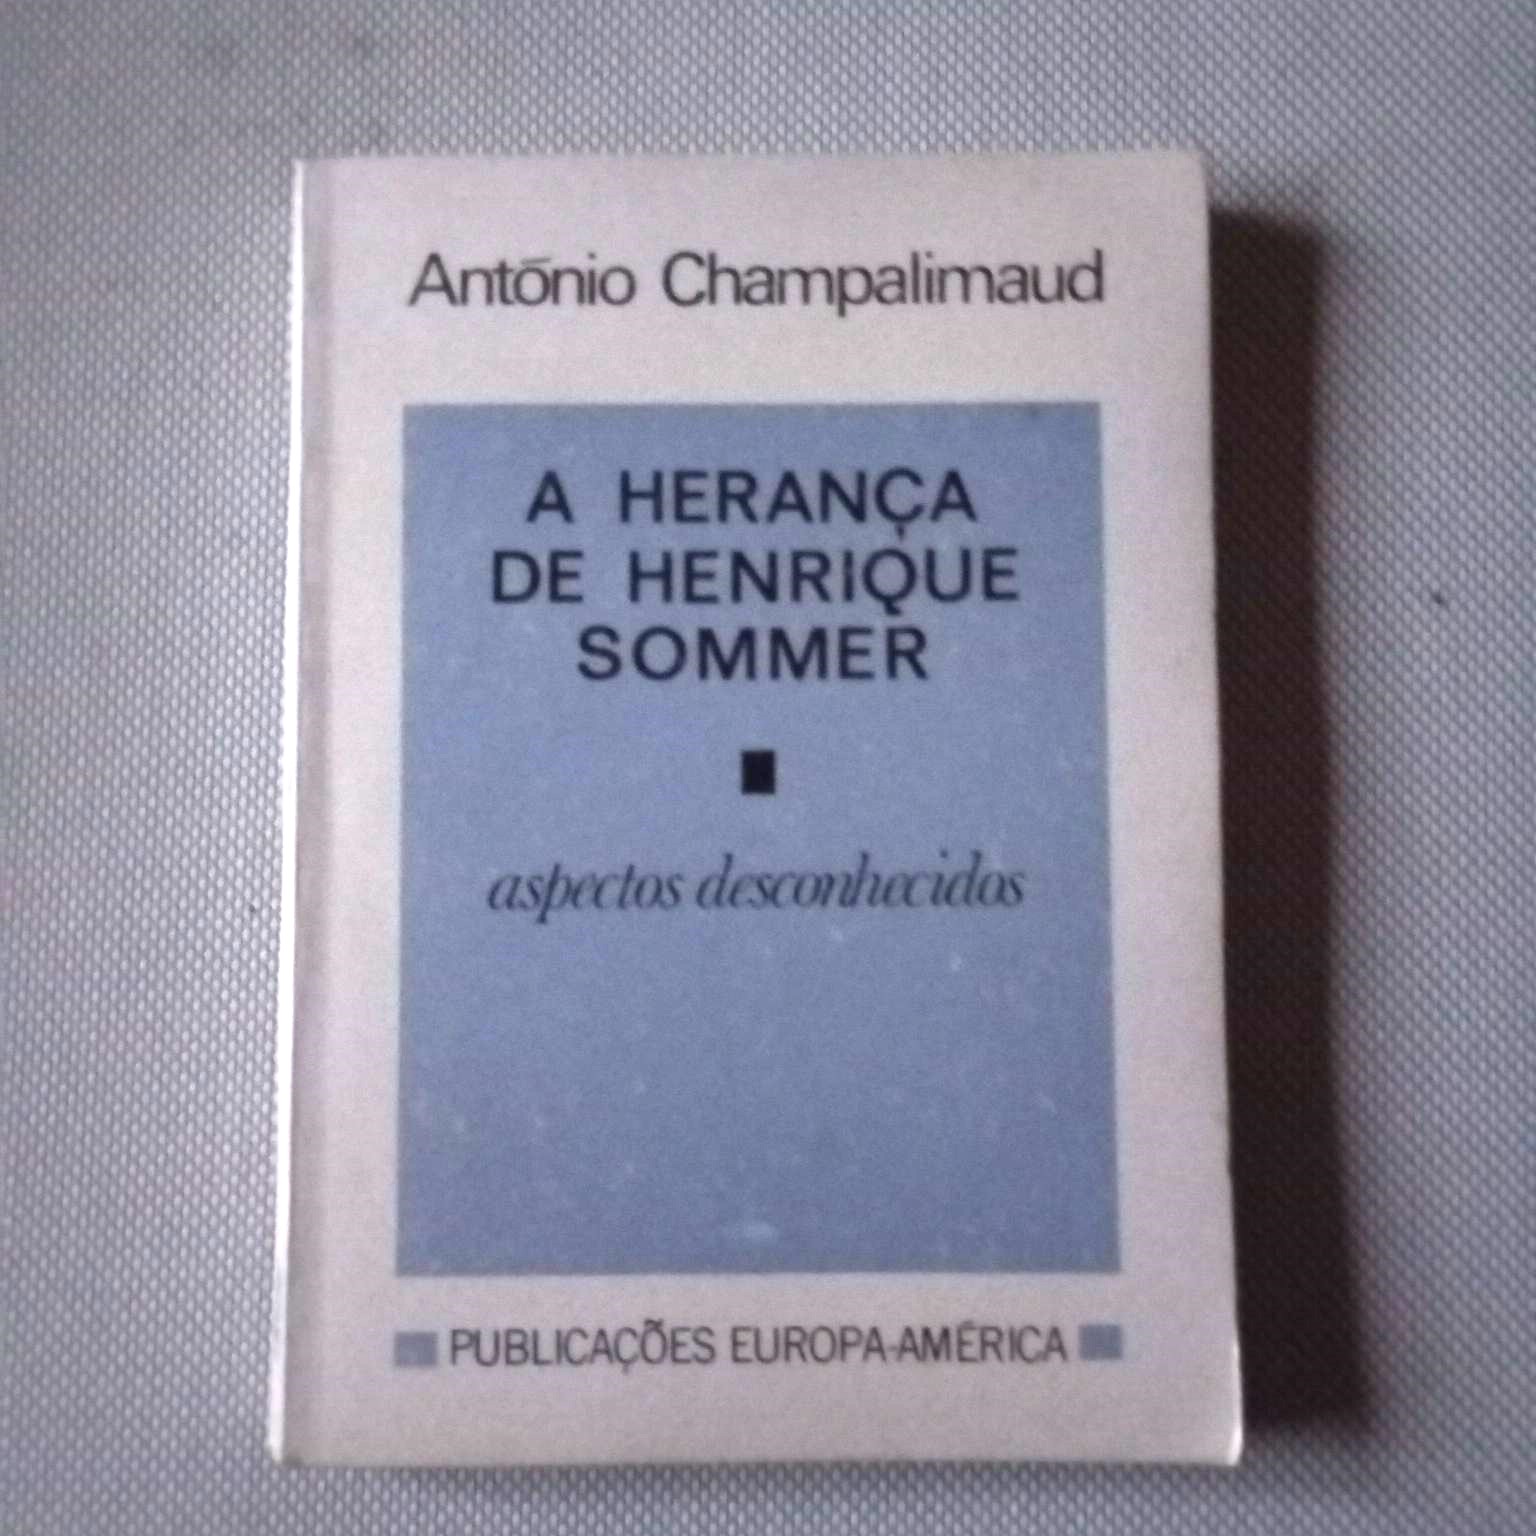 António Champalimaud
A HERANÇA
DE HENRIQUE
SOMMER
aspectos desconhecidos
PUBLICAÇÕES EUROPA-AMÉRICA